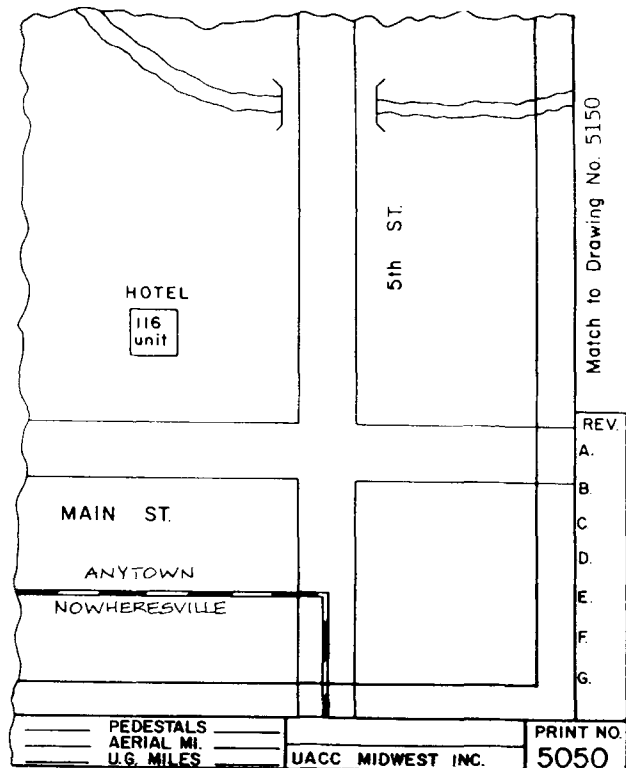 Match to Drawing No. 5150
5th ST.
HOTEL
116
unit
REV.
A.
B.
MAIN ST.
C
D.
ANYTOWN
E.
NOWHERESVILLE
F.
G.
PEDESTALS
AERIAL MI.
U.G. MILES
UACC MIDWEST INC.
PRINT NO.
5050